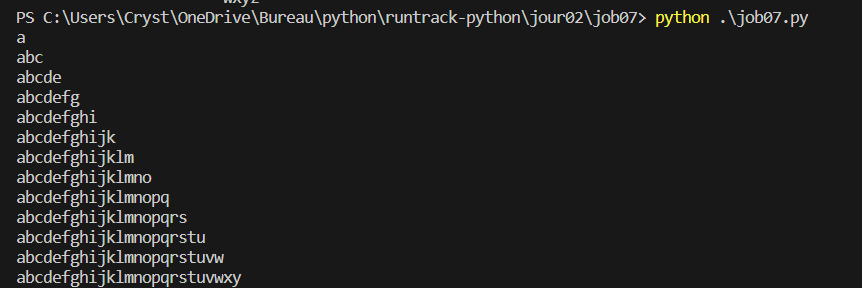 wxyz
PS C:\Users\Cryst\OneDrive\Bureau\python\runtrack-python\jour02\job07> python .\job07.py
a
abc
abcde
abcdefg
abcdefghi
abcdefghijk
abcdefghijklm
abcdefghijklmno
abcdefghijklmnopq
abcdefghijklmnopqrs
abcdefghijklmnopqrstu
abcdefghijklmnopqrstuvw
abcdefghijklmnopqrstuvwxy